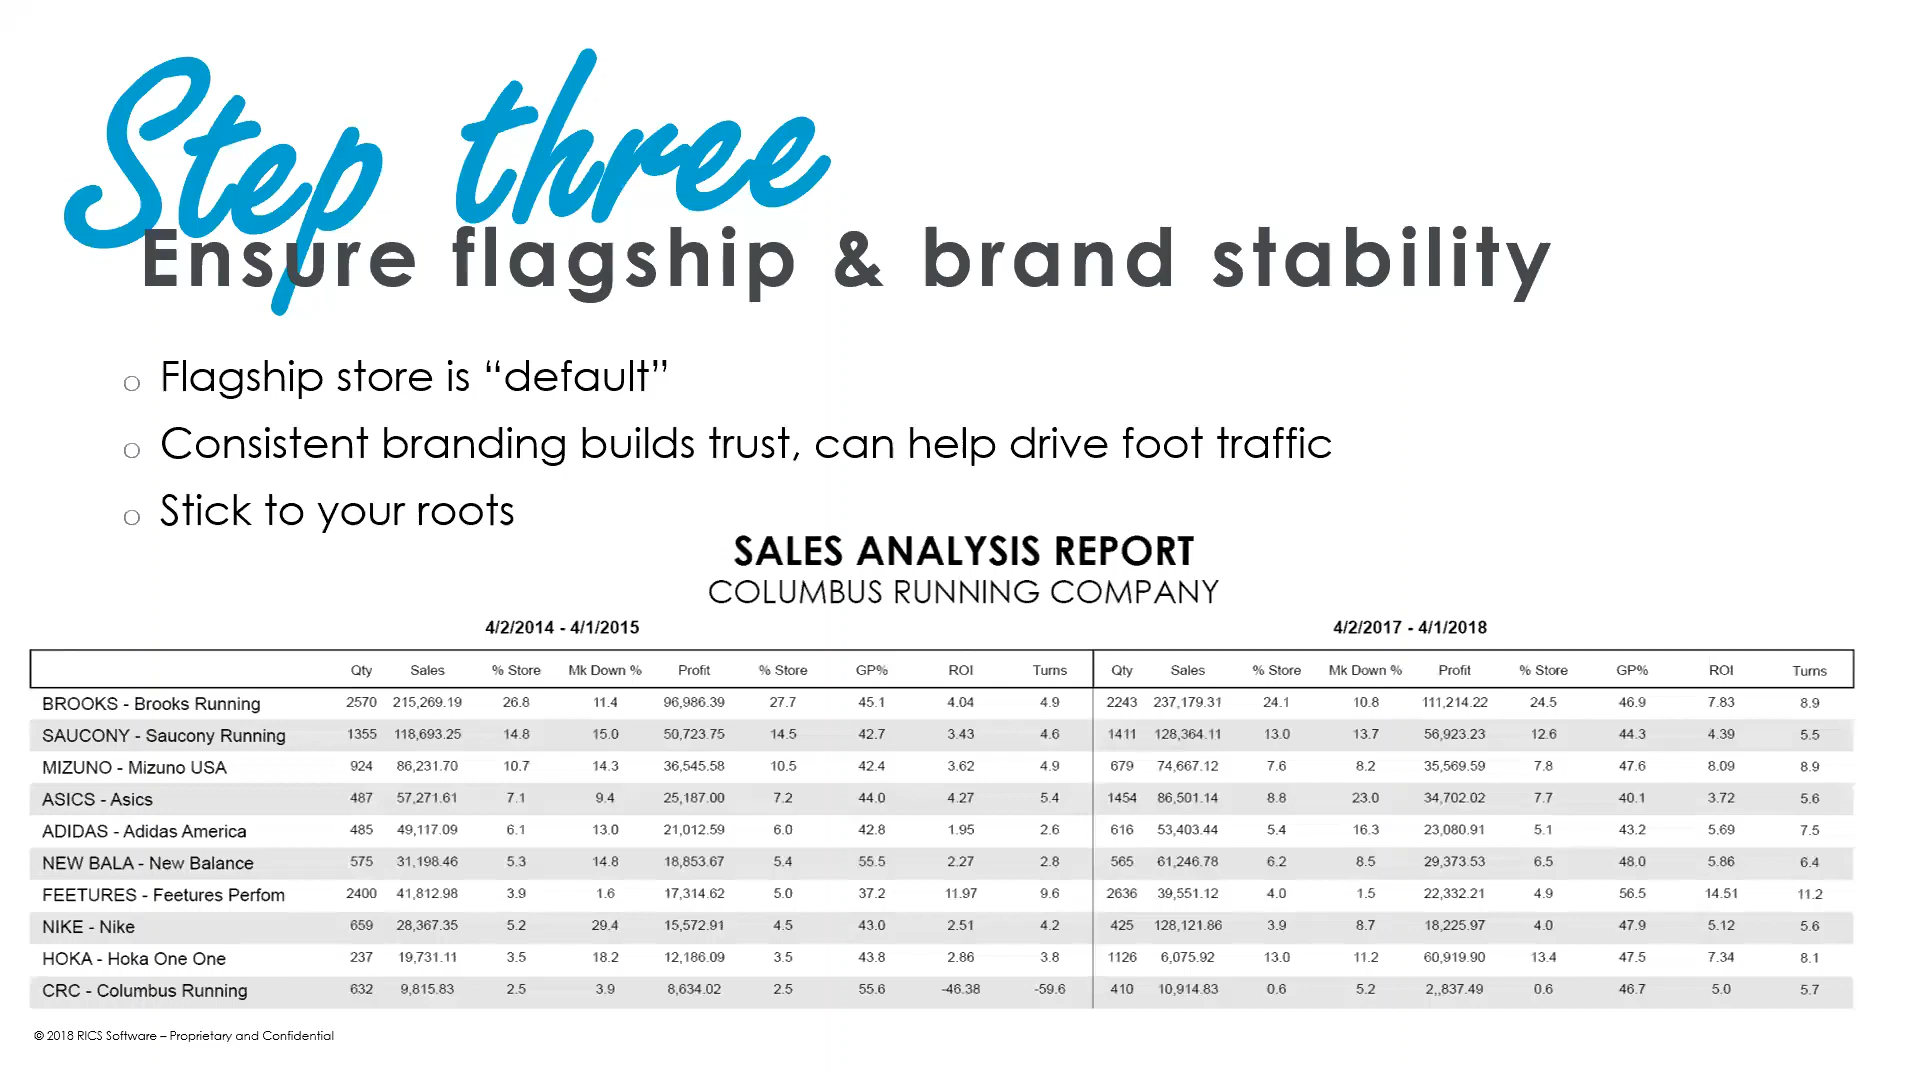 Step three
Ensure flagship & brand stability
○ Flagship store is “default”
○ Consistent branding builds trust, can help drive foot traffic
○ Stick to your roots
SALES ANALYSIS REPORT
COLUMBUS RUNNING COMPANY
4/2/2014 - 4/1/2015 4/2/2017 - 4/1/2018
Qty Sales % Store Mk Down % Profit % Store GP% ROI Turns Qty Sales % Store Mk Down % Profit % Store GP% ROI Turns
BROOKS - Brooks Running 2570 215,269.19 26.8 11.4 96,986.39 27.7 45.1 4.04 4.9 2243 237,179.31 24.1 10.8 111,214.22 24.5 46.9 7.83 8.9
SAUCONY - Saucony Running 1355 118,693.25 14.8 15.0 50,723.75 14.5 42.7 3.43 4.6 1411 128,364.11 13.0 13.7 56,923.23 12.6 44.3 4.39 5.5
MIZUNO - Mizuno USA 924 86,231.70 10.7 14.3 36,545.58 10.5 42.4 3.62 4.9 679 74,667.12 7.6 8.2 35,569.59 7.8 47.6 8.09 8.9
ASICS - Asics 487 57,271.61 7.1 9.4 25,187.00 7.2 44.0 4.27 5.4 1454 86,501.14 8.8 23.0 34,702.02 7.7 40.1 3.72 5.6
ADIDAS - Adidas America 485 49,117.09 6.1 13.0 21,012.59 6.0 42.8 1.95 2.6 616 53,403.44 5.4 16.3 23,080.91 5.1 43.2 5.69 7.5
NEW BALA - New Balance 575 31,198.46 5.3 14.8 18,853.67 5.4 55.5 2.27 2.8 565 61,246.78 6.2 8.5 29,373.53 6.5 48.0 5.86 6.4
FEETURES - Feetures Perfom 2400 41,812.98 3.9 1.6 17,314.62 5.0 37.2 11.97 9.6 2636 39,551.12 4.0 1.5 22,332.21 4.9 56.5 14.51 11.2
NIKE - Nike 659 28,367.35 5.2 29.4 15,572.91 4.5 43.0 2.51 4.2 425 128,121.86 3.9 8.7 18,225.97 4.0 47.9 5.12 5.6
HOKA - Hoka One One 237 19,731.11 3.5 18.2 12,186.09 3.5 43.8 2.86 3.8 1126 6,075.92 13.0 11.2 60,919.90 13.4 47.5 7.34 8.1
CRC - Columbus Running 632 9,815.83 2.5 3.9 8,634.02 2.5 55.6 -46.38 -59.6 410 10,914.83 0.6 5.2 2,,837.49 0.6 46.7 5.0 5.7
© 2018 RICS Software – Proprietary and Confidential